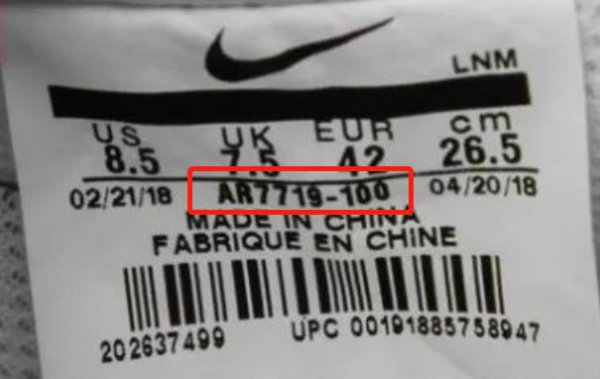 LNM
US UK EUR cm
8.5 7.5 42 26.5
02/21/18 AR7719-100 04/20/18
MADE IN CHINA
FABRIQUE EN CHINE
202637499 UPC 00191885758947